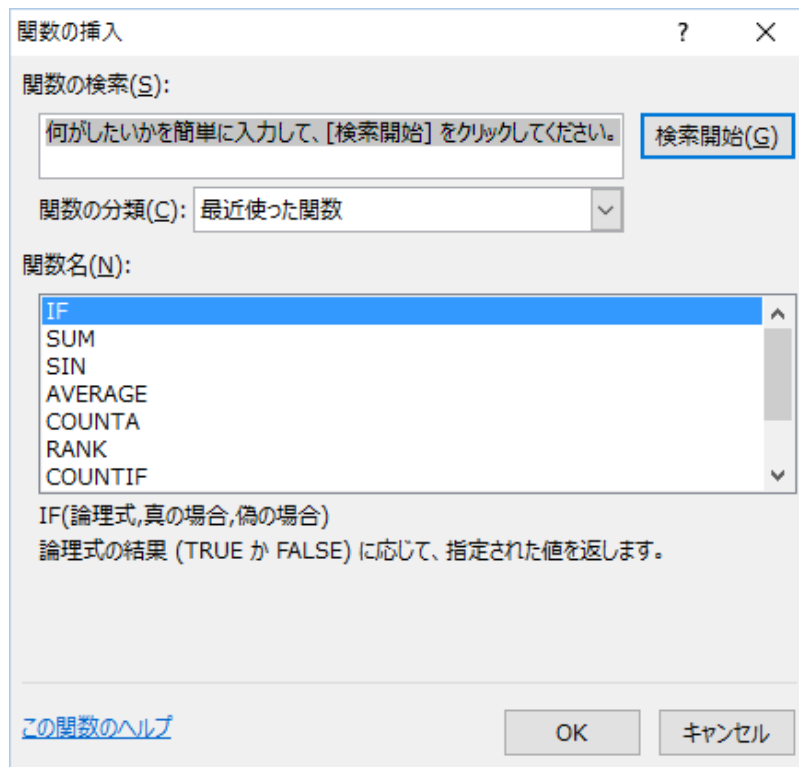 関数の挿入 ?
関数の検索(S):
何がしたいかを簡単に入力して、[検索開始] をクリックしてください。 検索開始(G)
関数の分類(C): 最近使った関数
関数名(N):
IF
SUM
SIN
AVERAGE
COUNTA
RANK
COUNTIF
IF(論理式,真の場合,偽の場合)
論理式の結果 (TRUE か FALSE) に応じて、指定された値を返します。
この関数のヘルプ OK キャンセル